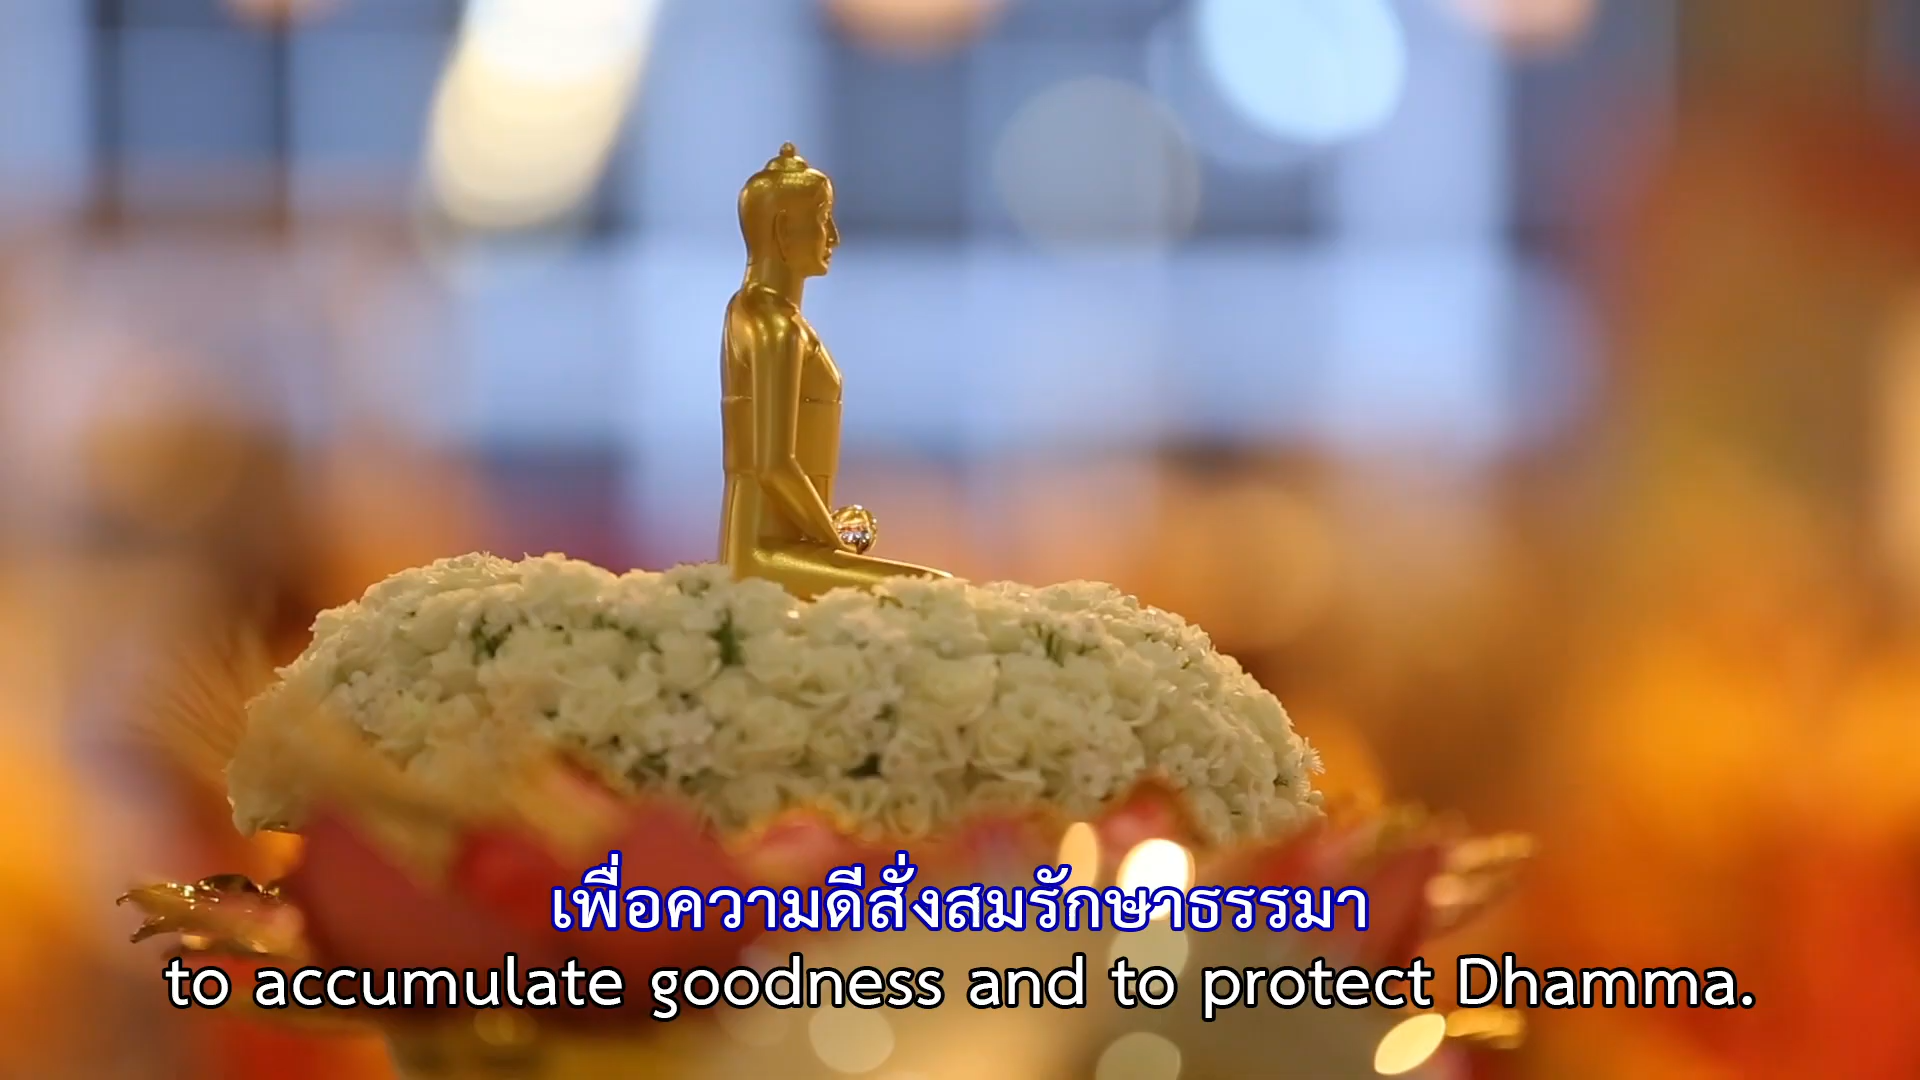 เพื่อความดีสั่งสมรักษาธรรมา
to accumulate goodness and to protect Dhamma.